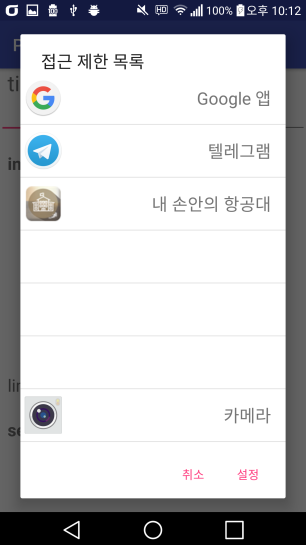 HD 100% 오후 10:12
접근 제한 목록
Google 앱
텔레그램
내 손안의 항공대
카메라
취소 설정